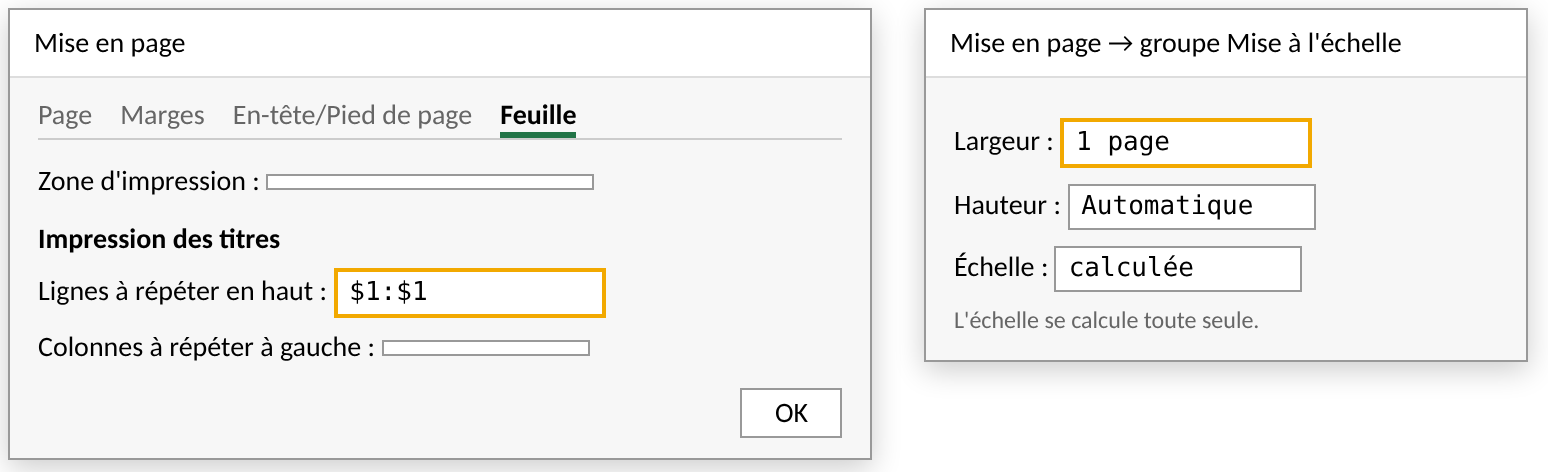 Mise en page
Page Marges En-tête/Pied de page Feuille
Zone d'impression :
Impression des titres
Lignes à répéter en haut : $1:$1
Colonnes à répéter à gauche :
OK
Mise en page → groupe Mise à l'échelle
Largeur : 1 page
Hauteur : Automatique
Échelle : calculée
L'échelle se calcule toute seule.